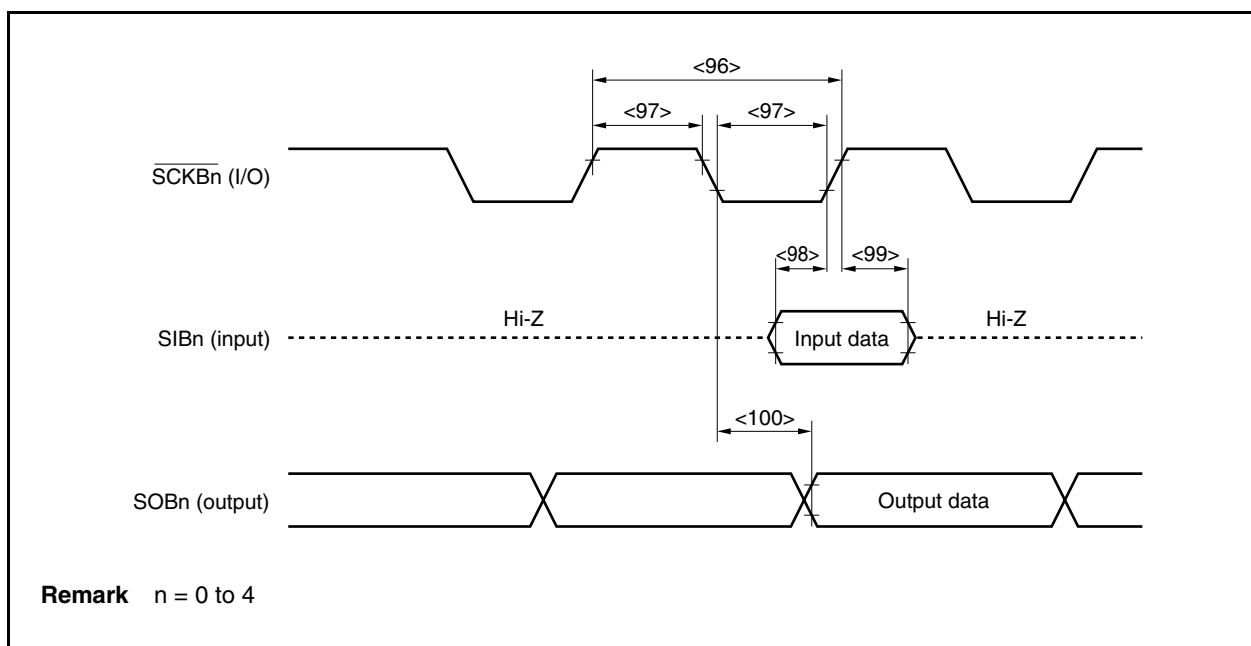 <96>
<97> <97>
SCKBn (I/O)
<98> <99>
Hi-Z Hi-Z
SIBn (input) Input data
<100>
SOBn (output) Output data
Remark n = 0 to 4